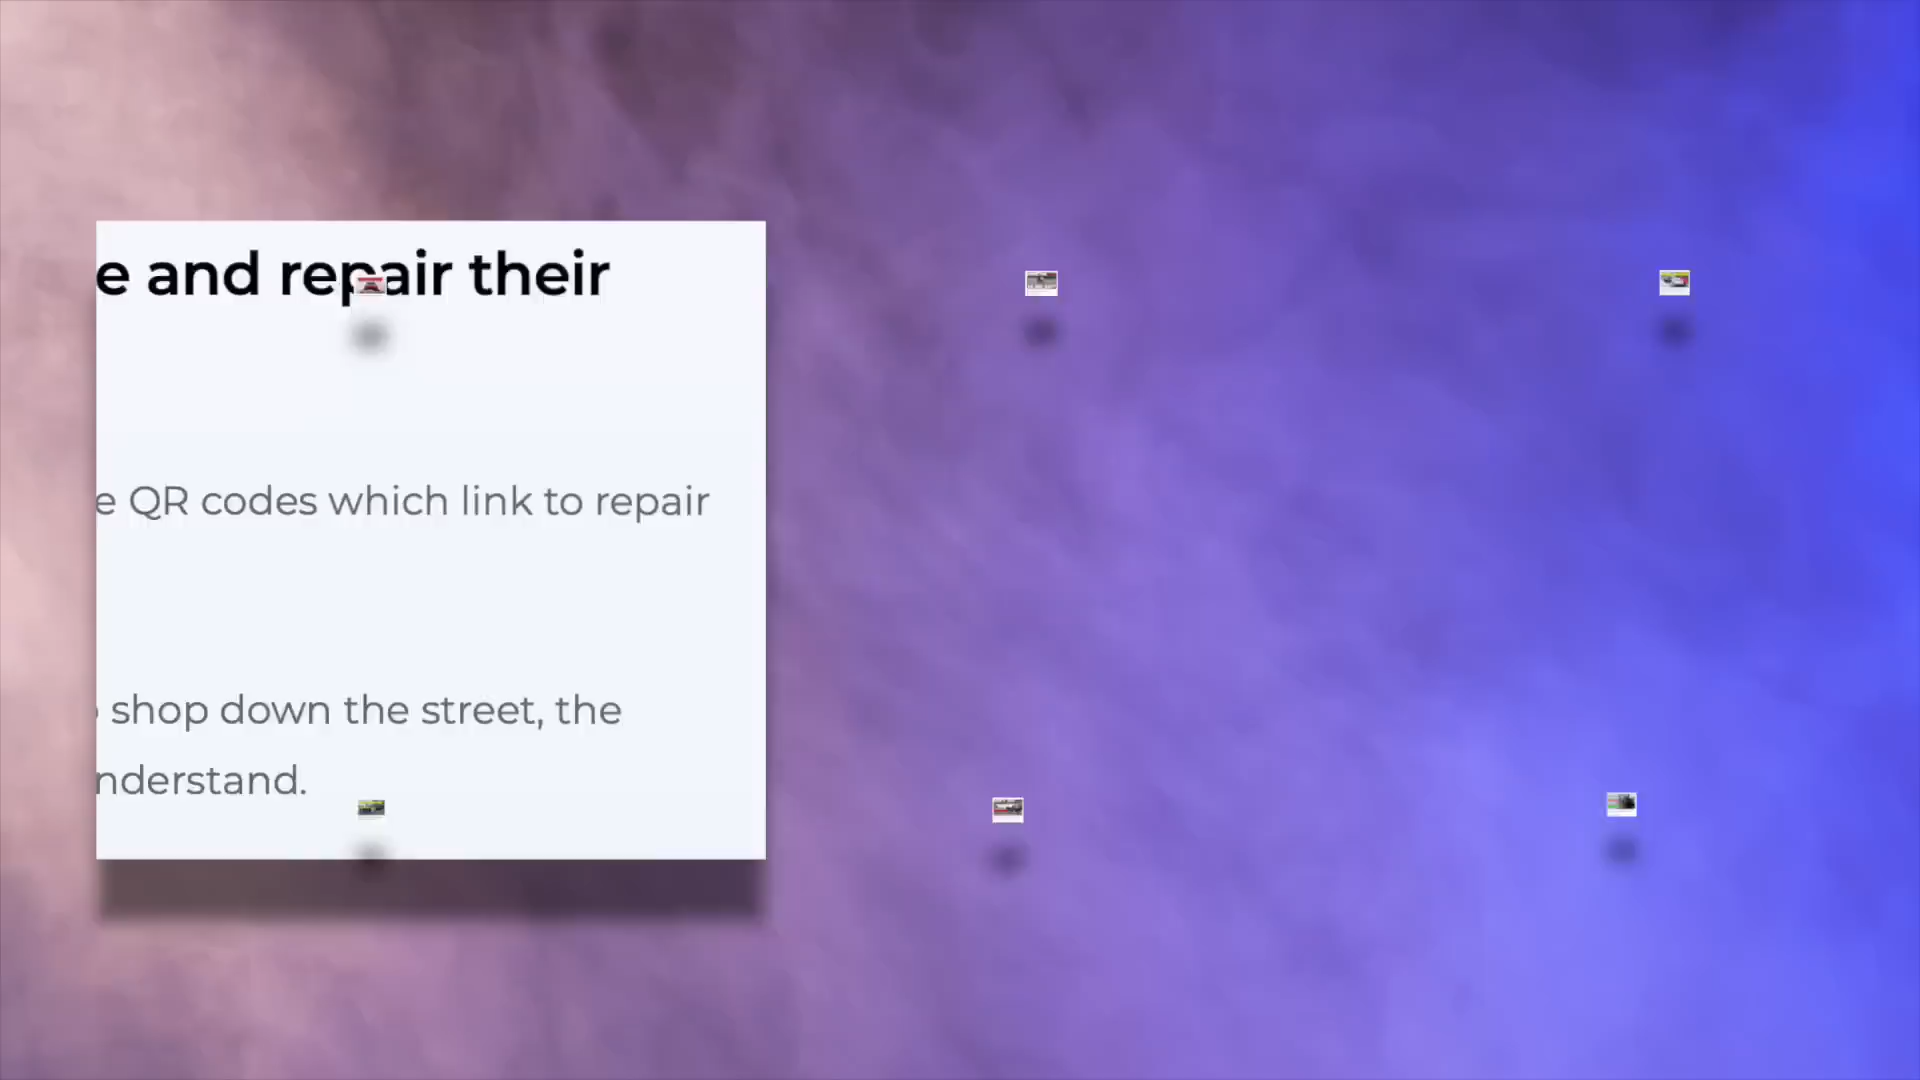 and repair their
QR codes which link to repair
shop down the street, the
nderstand.